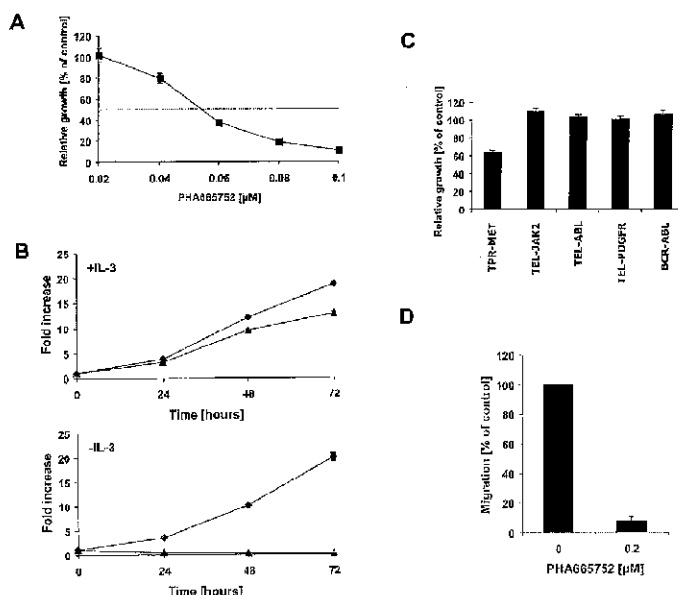 A
Relative growth [% of control]
120
100
80
60
40
20
0
0.02 0.04 0.06 0.08 0.1
PHA665752 [µM]
B
+IL-3
Fold increase
25
20
15
10
5
0
0 24 48 72
Time [hours]
-IL-3
Fold increase
25
20
15
10
5
0
0 24 48 72
Time [hours]
C
Relative growth [% of control]
120
100
80
60
40
20
0
TPR-MET
TEL-JAK2
TEL-ABL
TEL-PDGFR
BCR-ABL
D
Migration [% of control]
120
100
80
60
40
20
0
0 0.2
PHA665752 [µM]